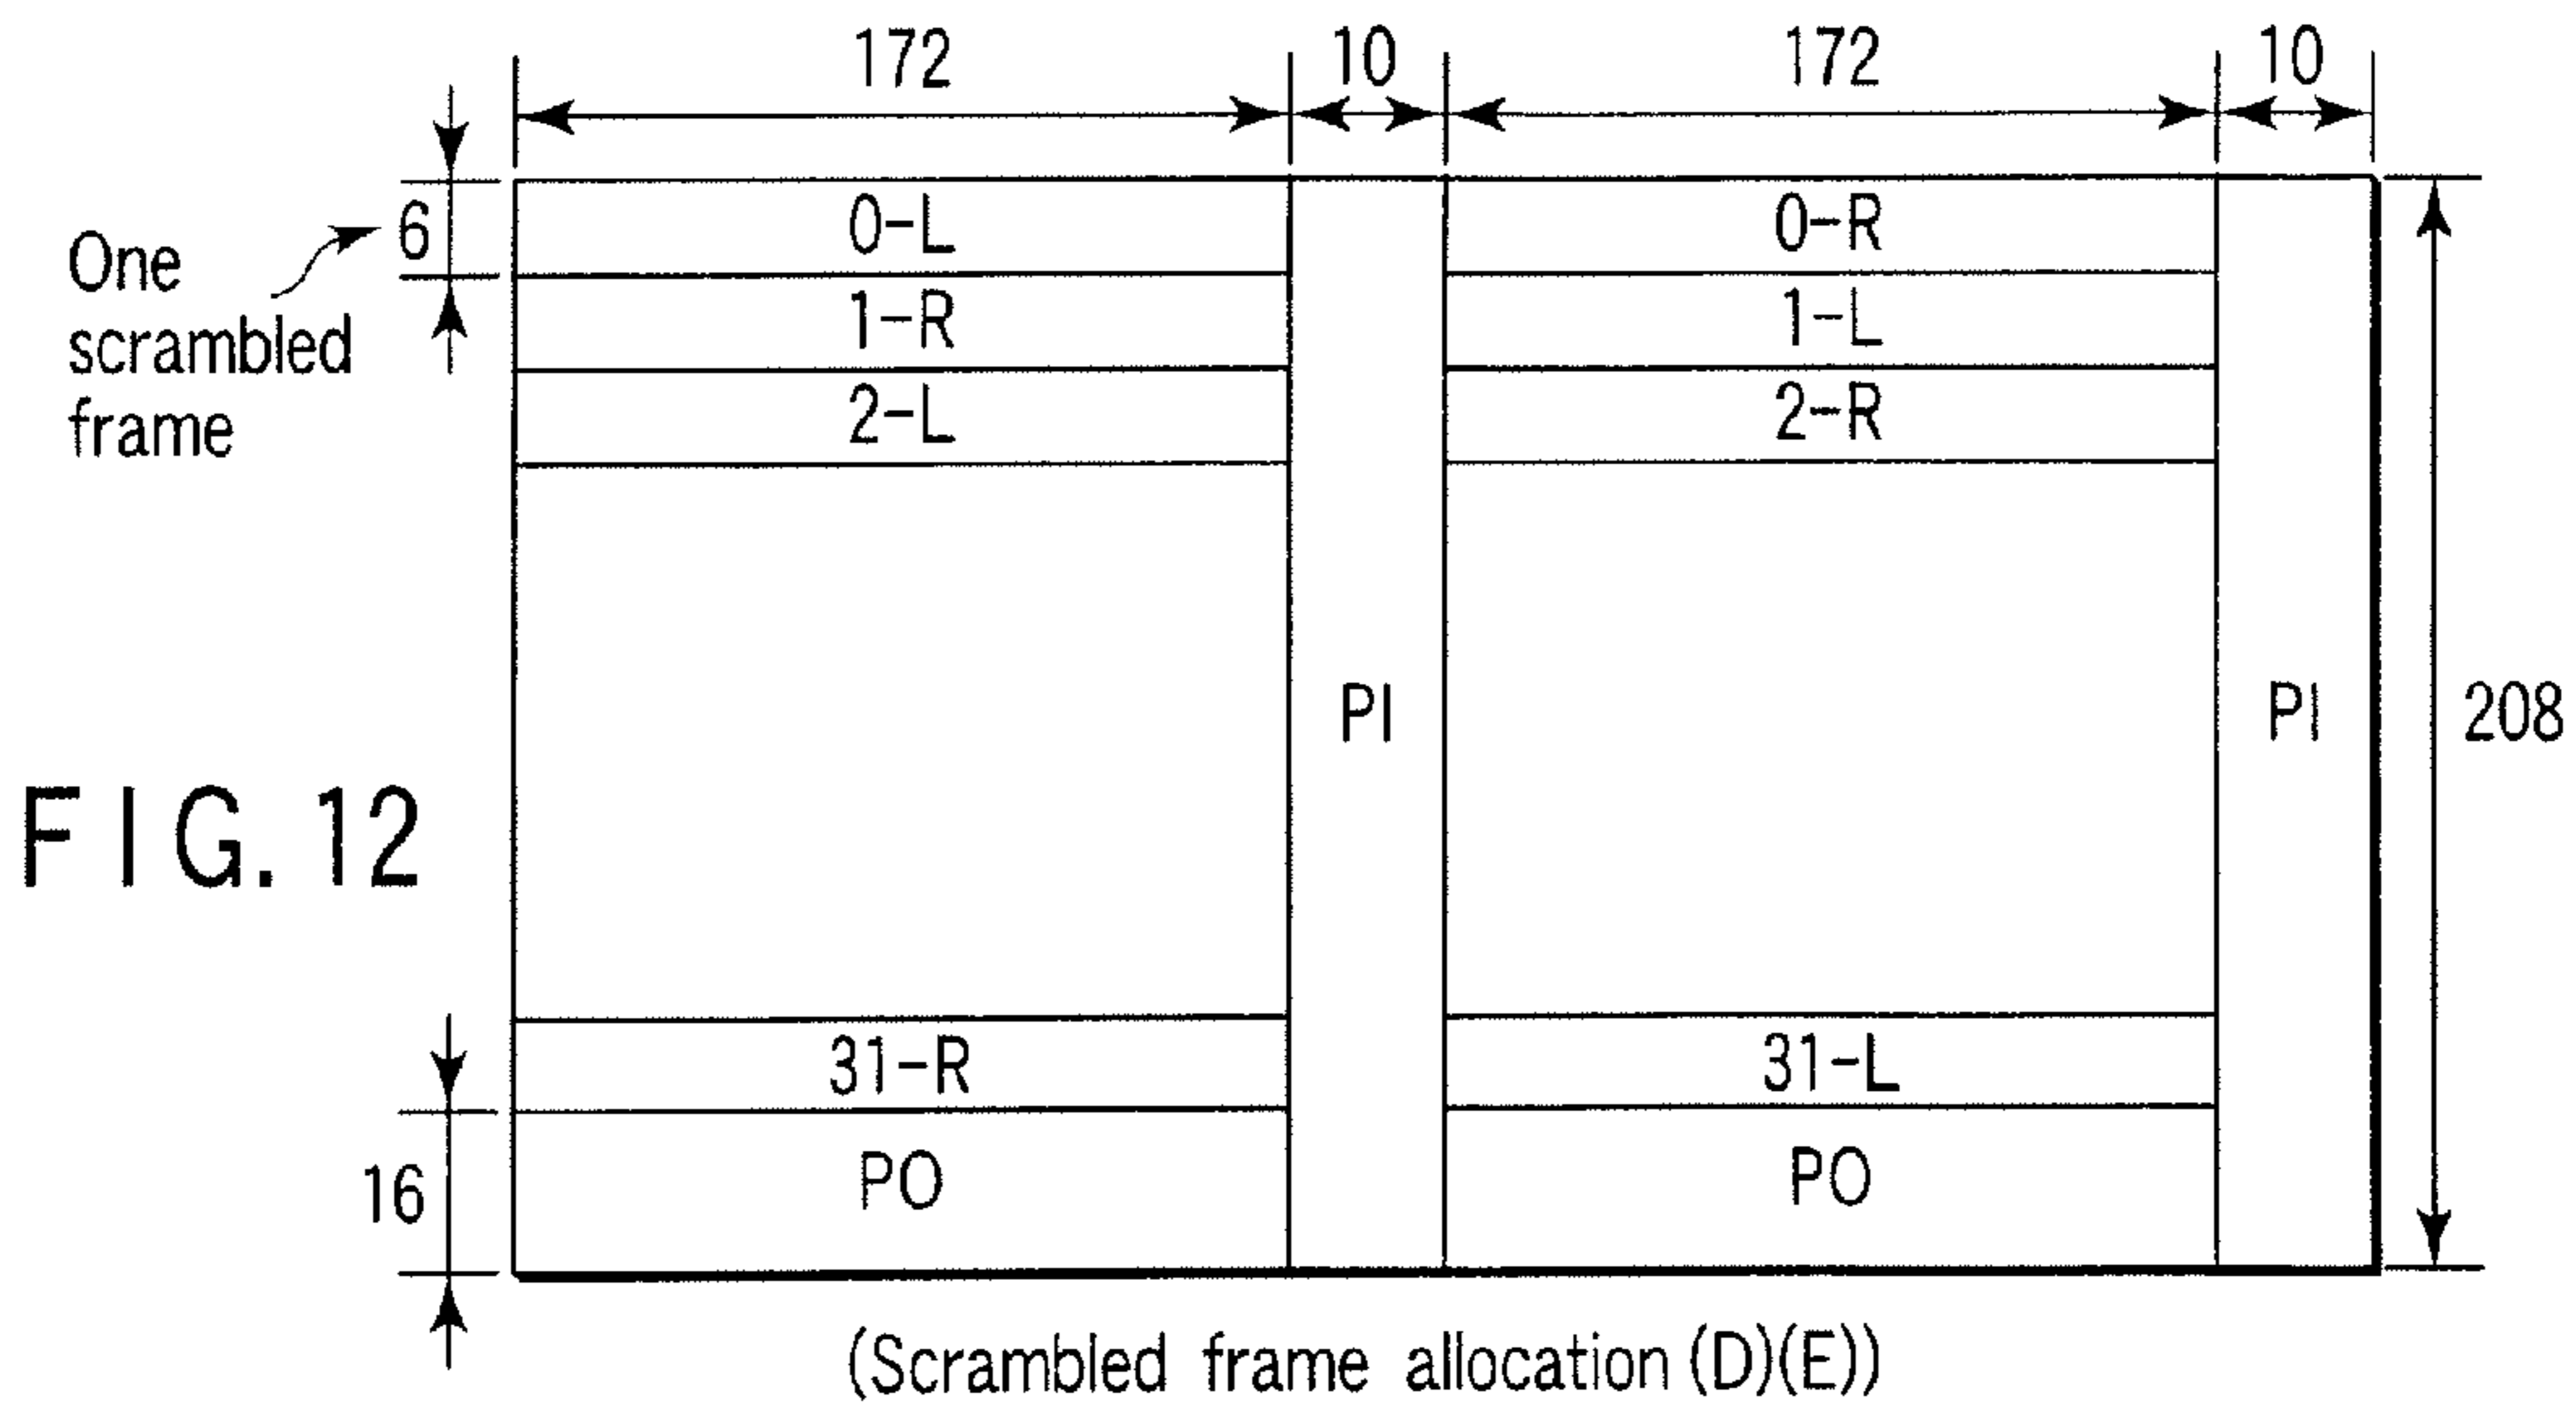 172 10 172 10
6 0-L 0-R
One scrambled frame
1-R 1-L
2-L 2-R
PI PI 208
FIG. 12
31-R 31-L
16 PO PO
(Scrambled frame allocation (D)(E))